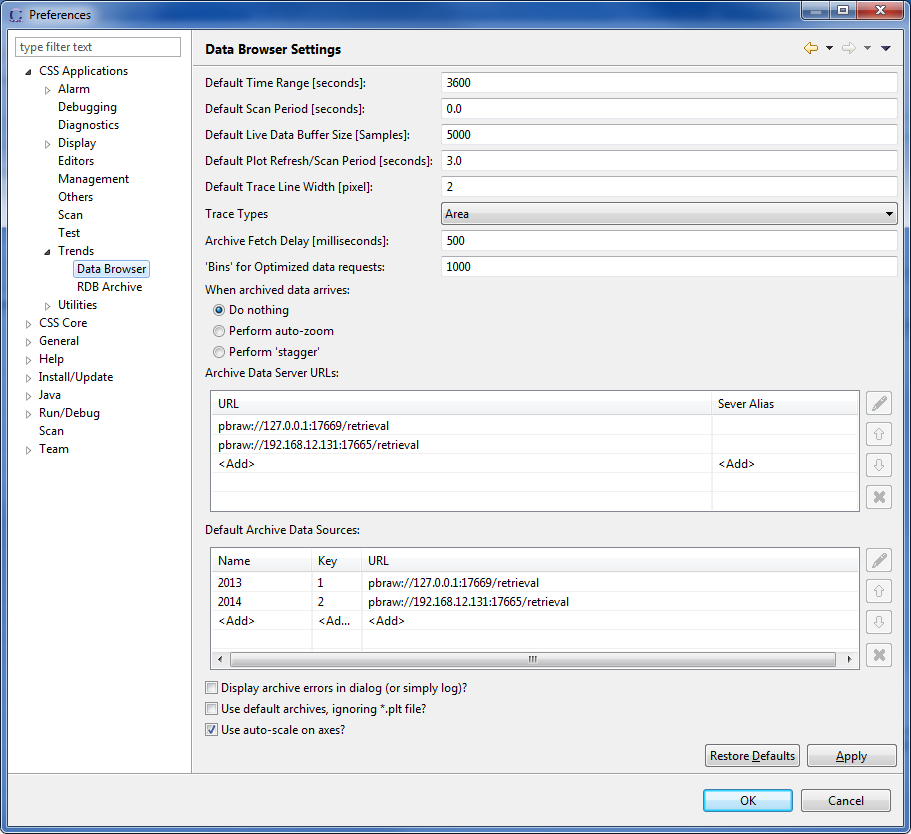 Preferences
type filter text
CSS Applications
Alarm
Debugging
Diagnostics
Display
Editors
Management
Others
Scan
Test
Trends
Data Browser
RDB Archive
Utilities
CSS Core
General
Help
Install/Update
Java
Run/Debug
Scan
Team
Data Browser Settings
Default Time Range [seconds]: 3600
Default Scan Period [seconds]: 0.0
Default Live Data Buffer Size [Samples]: 5000
Default Plot Refresh/Scan Period [seconds]: 3.0
Default Trace Line Width [pixel]: 2
Trace Types Area
Archive Fetch Delay [milliseconds]: 500
'Bins' for Optimized data requests: 1000
When archived data arrives:
Do nothing
Perform auto-zoom
Perform 'stagger'
Archive Data Server URLs:
URL Sever Alias
pbraw://127.0.0.1:17669/retrieval
pbraw://192.168.12.131:17665/retrieval
<Add> <Add>
Default Archive Data Sources:
Name Key URL
2013 1 pbraw://127.0.0.1:17669/retrieval
2014 2 pbraw://192.168.12.131:17665/retrieval
<Add> <Ad... <Add>
Display archive errors in dialog (or simply log)?
Use default archives, ignoring *.plt file?
Use auto-scale on axes?
Restore Defaults Apply
OK Cancel